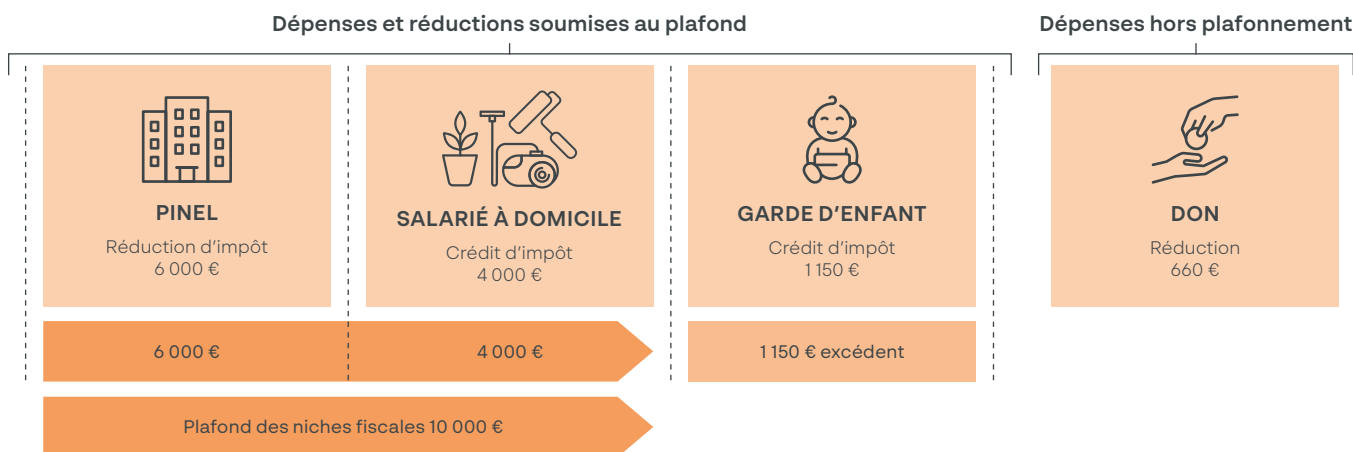 Dépenses et réductions soumises au plafond
Dépenses hors plafonnement
PINEL
Réduction d'impôt
6 000 €
SALARIÉ À DOMICILE
Crédit d'impôt
4 000 €
GARDE D'ENFANT
Crédit d'impôt
1 150 €
DON
Réduction
660 €
6 000 €
4 000 €
1 150 € excédent
Plafond des niches fiscales 10 000 €